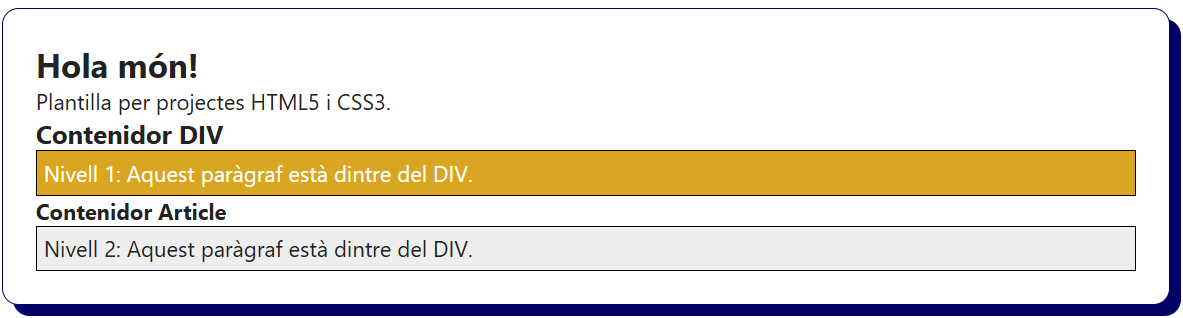 Hola món!
Plantilla per projectes HTML5 i CSS3.
Contenidor DIV
Nivell 1: Aquest paràgraf està dintre del DIV.
Contenidor Article
Nivell 2: Aquest paràgraf està dintre del DIV.